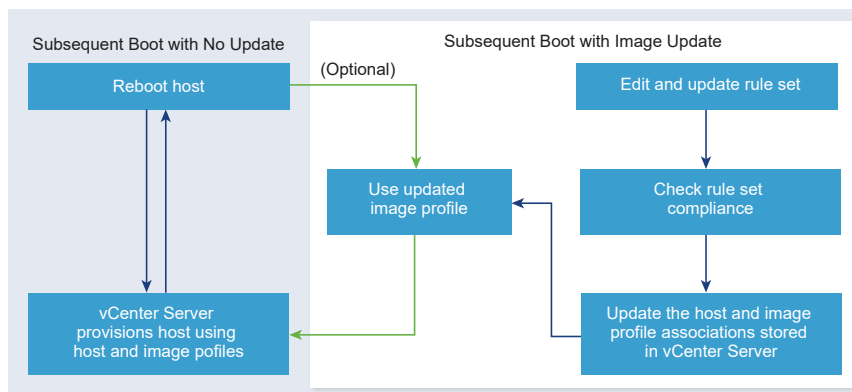 Subsequent Boot with No Update
Reboot host
vCenter Server
provisions host using
host and image pofiles
Subsequent Boot with Image Update
(Optional)
Use updated
image profile
Edit and update rule set
Check rule set
compliance
Update the host and image
profile associations stored
in vCenter Server